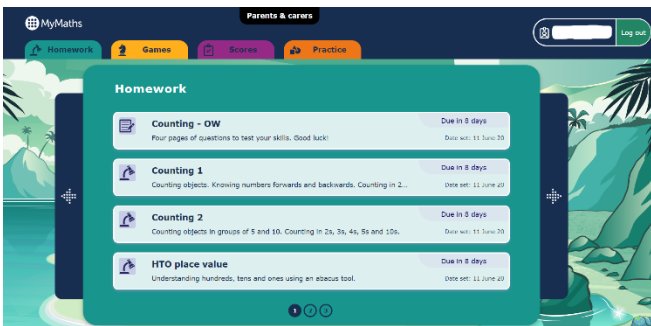 Parents & carers
MyMaths
Log out
Homework
Games
Scores
Practice
Homework
Counting - OW
Due in 8 days
Four pages of questions to test your skills. Good luck!
Date set: 11 June 20
Counting 1
Due in 8 days
Counting objects. Knowing numbers forwards and backwards. Counting in 2...
Date set: 11 June 20
Counting 2
Due in 8 days
Counting objects in groups of 5 and 10. Counting in 2s, 3s, 4s, 5s and 10s.
Date set: 11 June 20
HTO place value
Due in 8 days
Understanding hundreds, tens and ones using an abacus tool.
Date set: 11 June 20
1 2 3